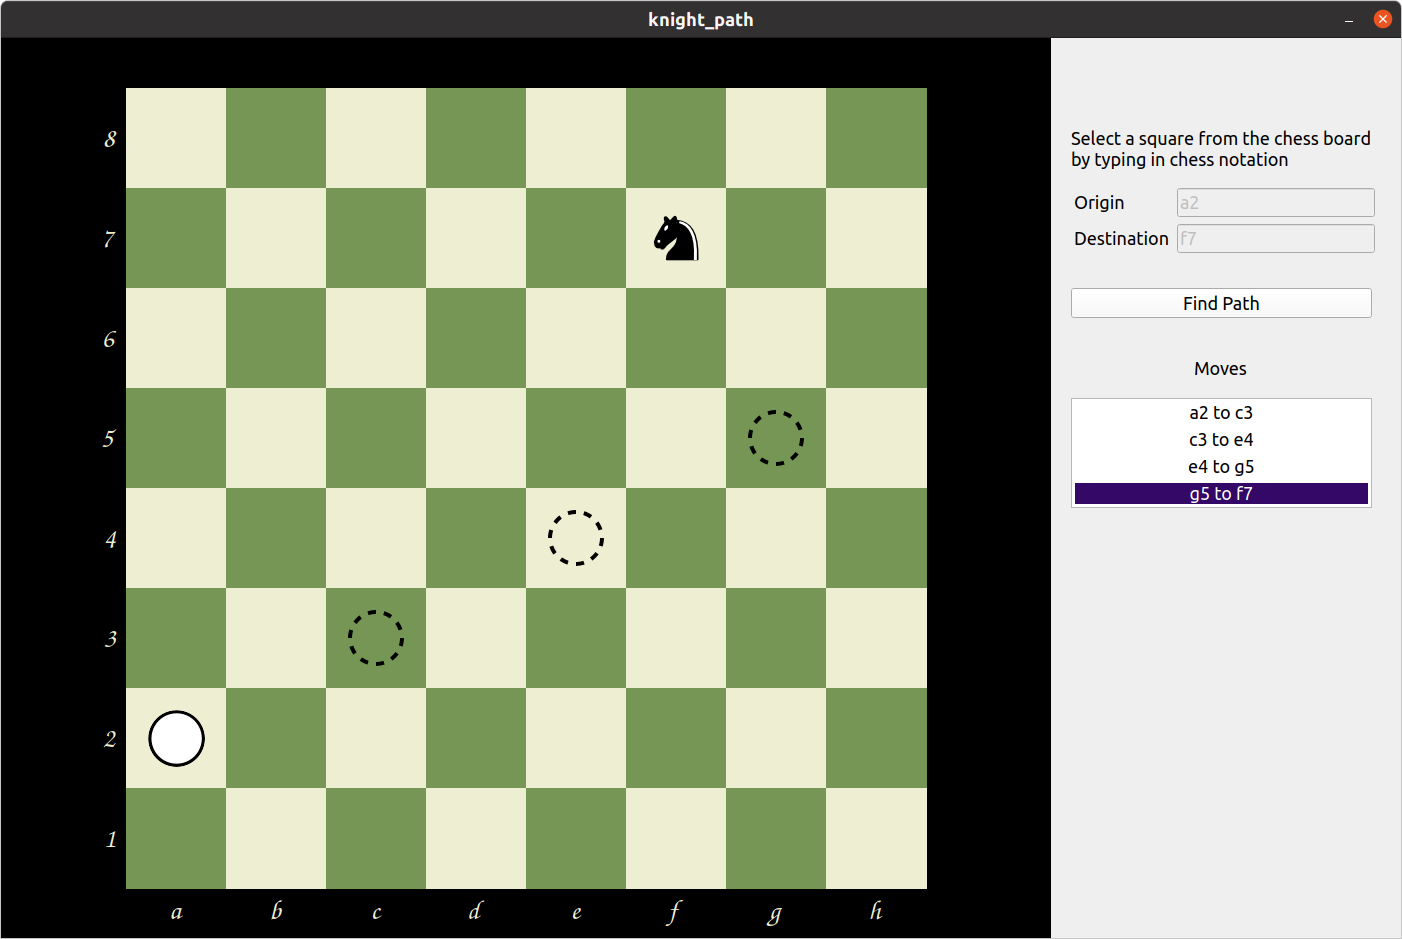 knight_path
8
7
6
5
4
3
2
1
a b c d e f g h
Select a square from the chess board
by typing in chess notation
Origin a2
Destination f7
Find Path
Moves
a2 to c3
c3 to e4
e4 to g5
g5 to f7